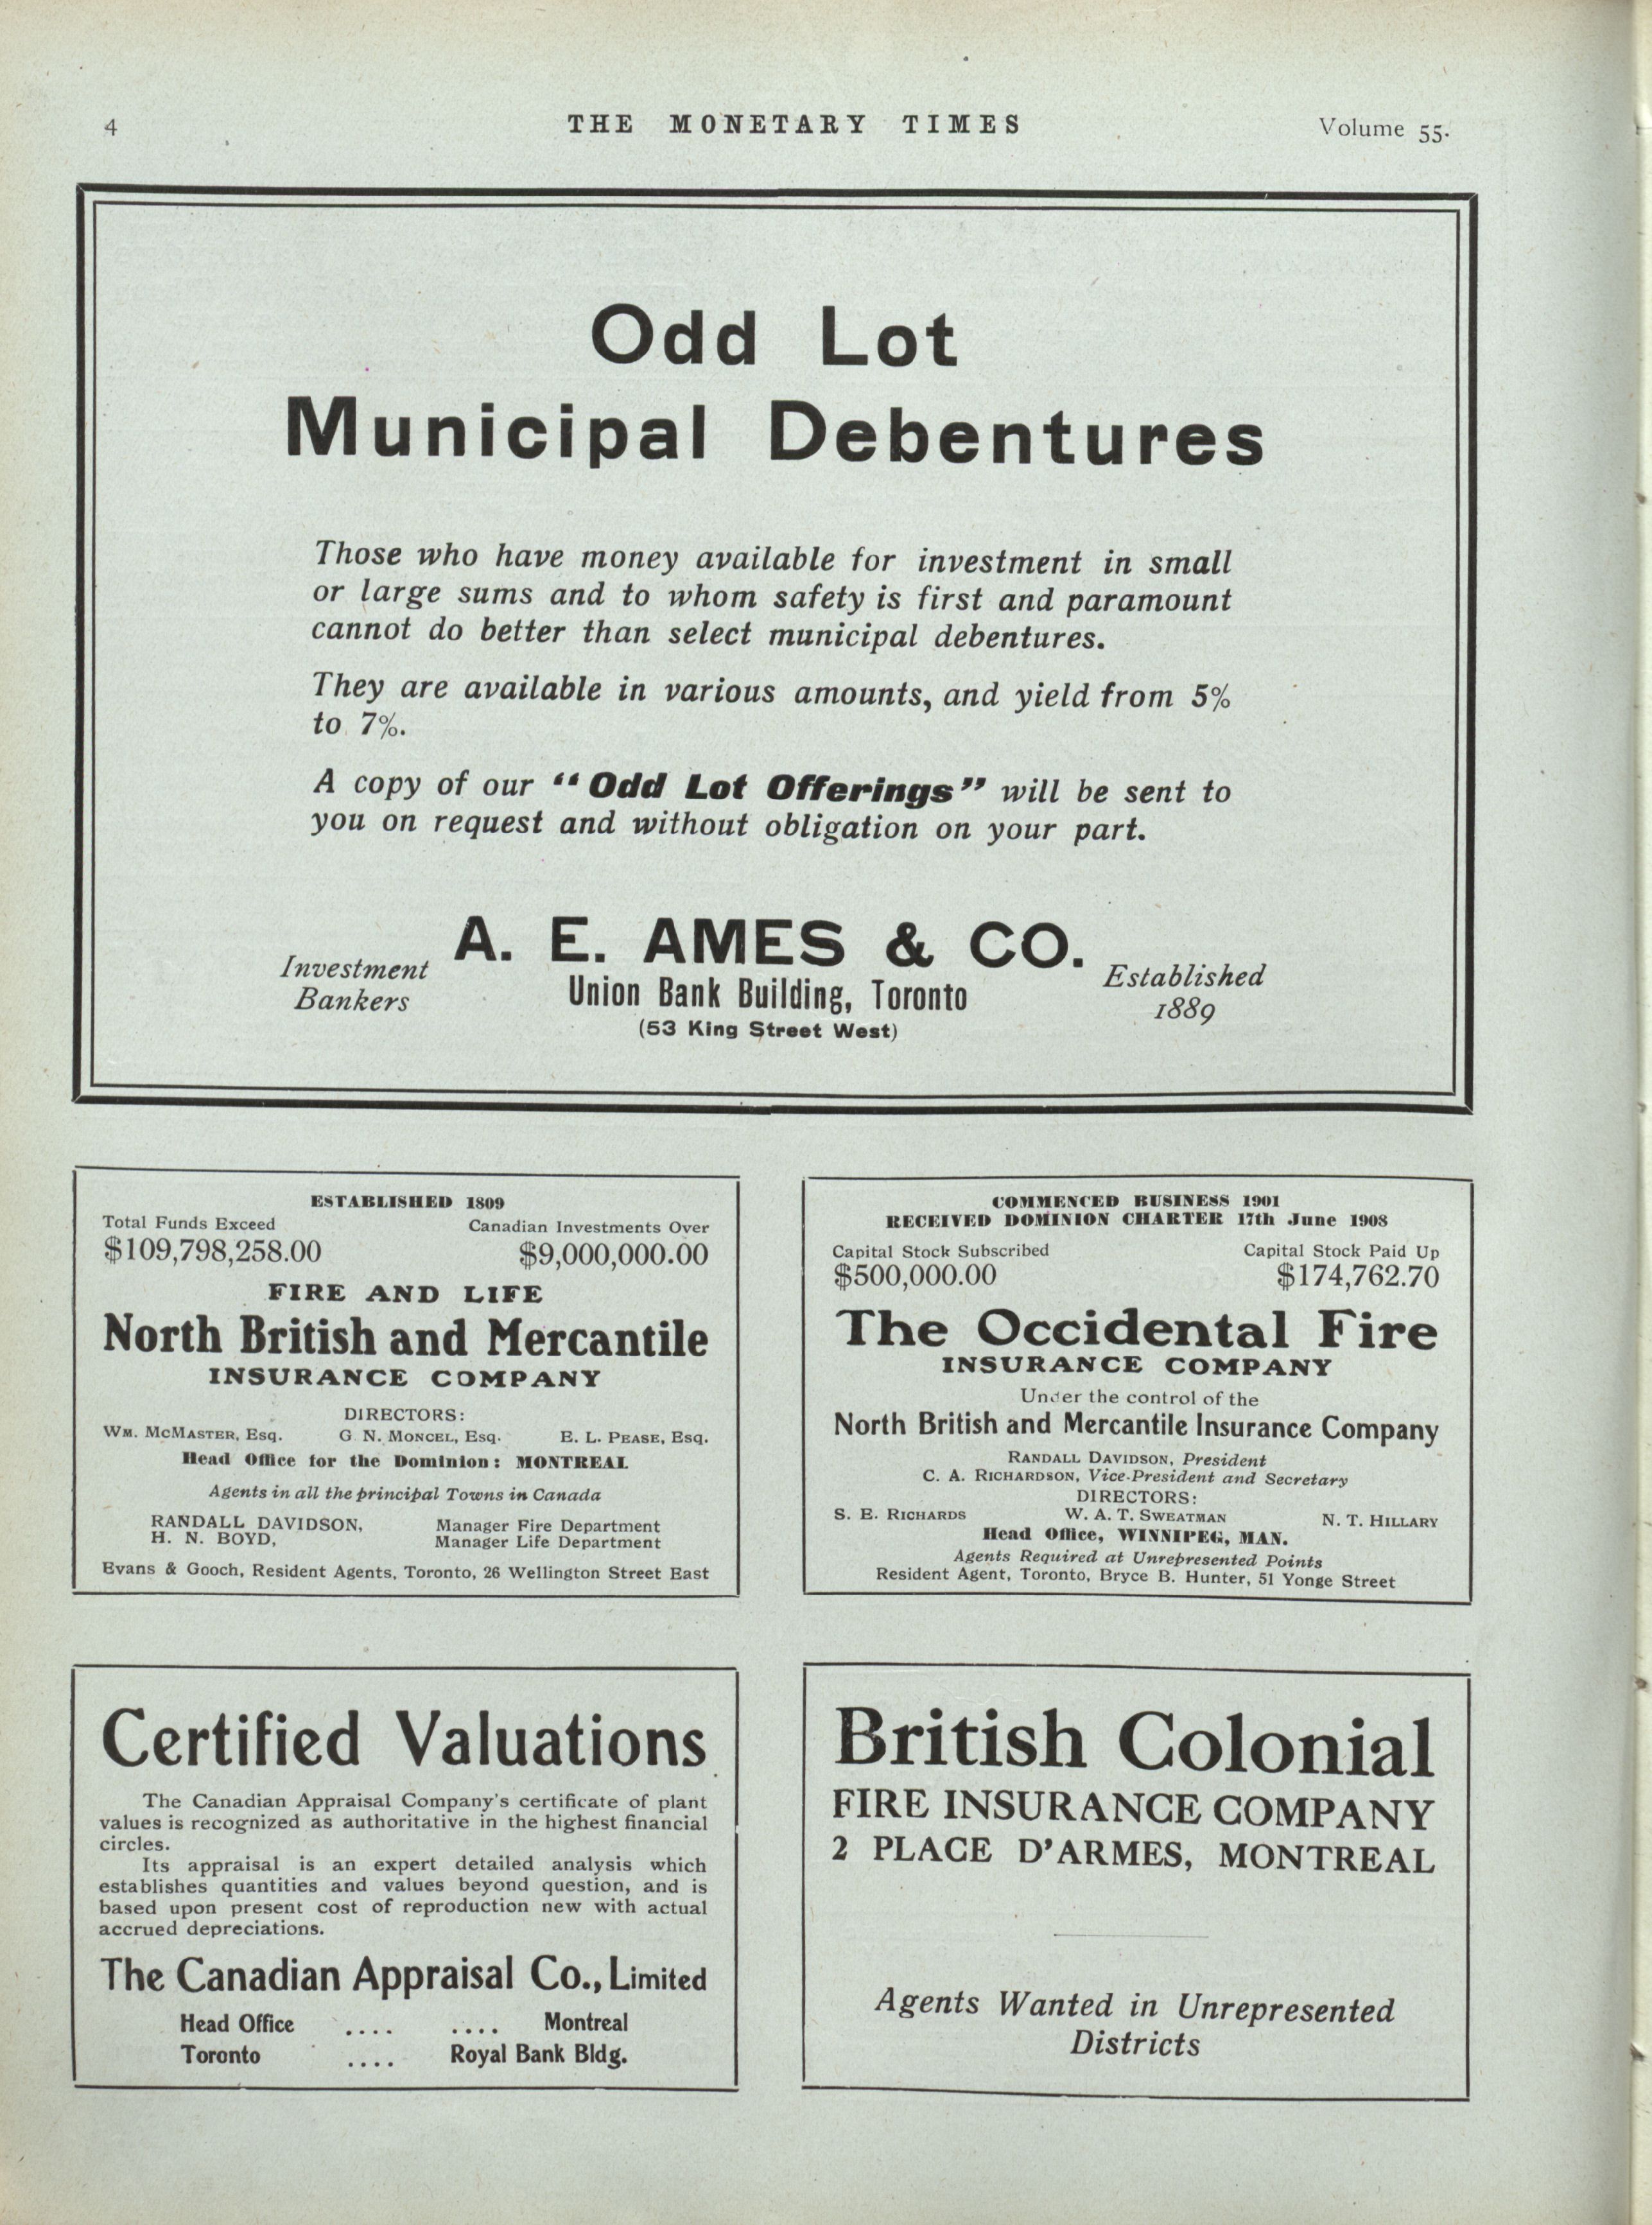 4 THE MONETARY TIMES Volume 55.
Odd Lot
Municipal Debentures
Those who have money available for investment in small
or large sums and to whom safety is first and paramount
cannot do better than select municipal debentures.
They are available in various amounts, and yield from 5%
to 7%.
A copy of our "Odd Lot Offerings" will be sent to
you on request and without obligation on your part.
A. E. AMES & CO.
Investment
Bankers
Union Bank Building, Toronto
(53 King Street West)
Established
1889
ESTABLISHED 1809
Total Funds Exceed Canadian Investments Over
$109,798,258.00 $9,000,000.00
FIRE AND LIFE
North British and Mercantile
INSURANCE COMPANY
DIRECTORS:
WM. MCMASTER, Esq. G N. MONCEL, Esq. E. L. PEASE, Esq.
Head Office for the Dominion: MONTREAL
Agents in all the principal Towns in Canada
RANDALL DAVIDSON, Manager Fire Department
H. N. BOYD, Manager Life Department
Evans & Gooch, Resident Agents, Toronto, 26 Wellington Street East
COMMENCED BUSINESS 1901
RECEIVED DOMINION CHARTER 17th June 1908
Capital Stock Subscribed Capital Stock Paid Up
$500,000.00 $174,762.70
The Occidental Fire
INSURANCE COMPANY
Under the control of the
North British and Mercantile Insurance Company
RANDALL DAVIDSON, President
C. A. RICHARDSON, Vice-President and Secretary
DIRECTORS:
S. E. RICHARDS W. A. T. SWEATMAN N. T. HILLARY
Head Office, WINNIPEG, MAN.
Agents Required at Unrepresented Points
Resident Agent, Toronto, Bryce B. Hunter, 51 Yonge Street
Certified Valuations
The Canadian Appraisal Company's certificate of plant
values is recognized as authoritative in the highest financial
circles.
Its appraisal is an expert detailed analysis which
establishes quantities and values beyond question, and is
based upon present cost of reproduction new with actual
accrued depreciations.
The Canadian Appraisal Co., Limited
Head Office .... .... Montreal
Toronto .... Royal Bank Bldg.
British Colonial
FIRE INSURANCE COMPANY
2 PLACE D'ARMES, MONTREAL
Agents Wanted in Unrepresented
Districts